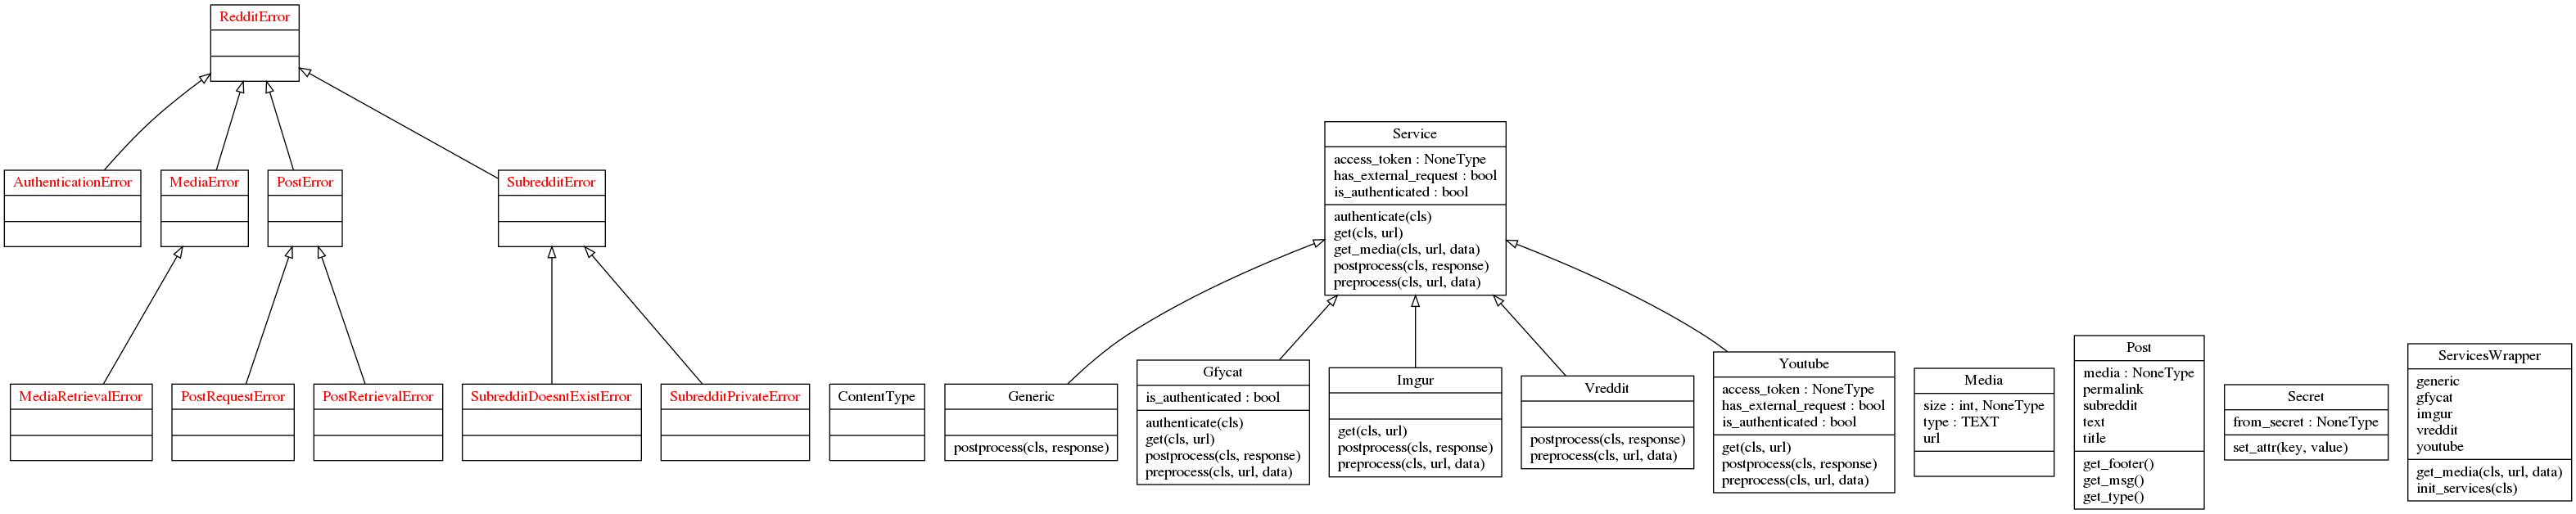 RedditError
AuthenticationError
MediaError
PostError
SubredditError
MediaRetrievalError
PostRequestError
PostRetrievalError
SubredditDoesntExistError
SubredditPrivateError
ContentType
Service
access_token : NoneType
has_external_request : bool
is_authenticated : bool
authenticate(cls)
get(cls, url)
get_media(cls, url, data)
postprocess(cls, response)
preprocess(cls, url, data)
Generic
postprocess(cls, response)
Gfycat
is_authenticated : bool
authenticate(cls)
get(cls, url)
postprocess(cls, response)
preprocess(cls, url, data)
Imgur
get(cls, url)
postprocess(cls, response)
preprocess(cls, url, data)
Vreddit
postprocess(cls, response)
preprocess(cls, url, data)
Youtube
access_token : NoneType
has_external_request : bool
is_authenticated : bool
get(cls, url)
postprocess(cls, response)
preprocess(cls, url, data)
Media
size : int, NoneType
type : TEXT
url
Post
media : NoneType
permalink
subreddit
text
title
get_footer()
get_msg()
get_type()
Secret
from_secret : NoneType
set_attr(key, value)
ServicesWrapper
generic
gfycat
imgur
vreddit
youtube
get_media(cls, url, data)
init_services(cls)